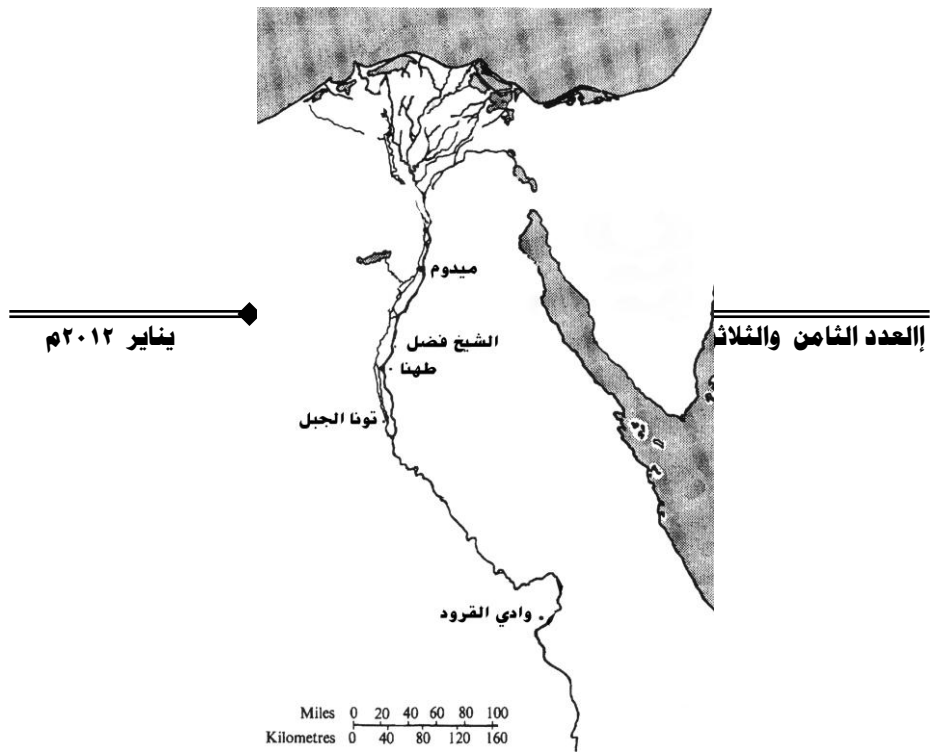 ميدوم
إالعدد الثامن والثلاثر
يناير ٢٠١٢م
الشيخ فضل
طهنا
تونا الجبل
وادي القرود
Miles 0 20 40 60 80 100
Kilometres 0 40 80 120 160